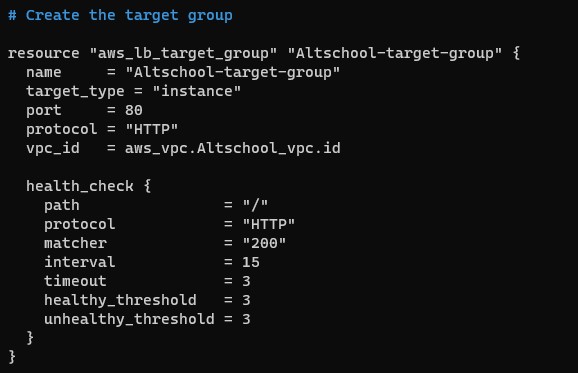 # Create the target group

resource "aws_lb_target_group" "Altschool-target-group" {
  name     = "Altschool-target-group"
  target_type = "instance"
  port     = 80
  protocol = "HTTP"
  vpc_id   = aws_vpc.Altschool_vpc.id

  health_check {
    path                = "/"
    protocol            = "HTTP"
    matcher             = "200"
    interval            = 15
    timeout             = 3
    healthy_threshold   = 3
    unhealthy_threshold = 3
  }
}